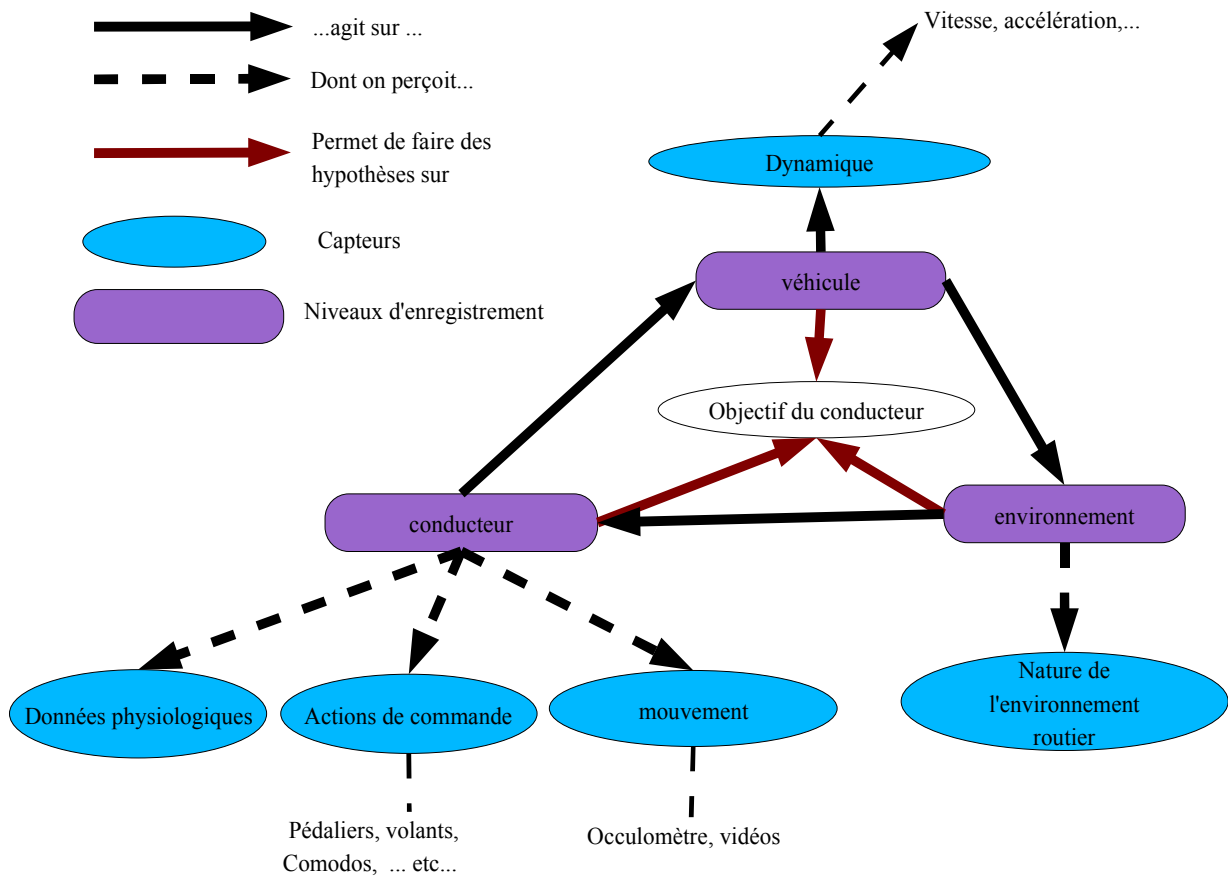 ...agit sur ...
Dont on perçoit...
Permet de faire des
hypothèses sur
Capteurs
Niveaux d'enregistrement
Vitesse, accélération,...
Dynamique
véhicule
Objectif du conducteur
conducteur
environnement
Données physiologiques
Actions de commande
mouvement
Nature de
l'environnement
routier
Pédaliers, volants,
Comodos, ... etc...
Occulomètre, vidéos